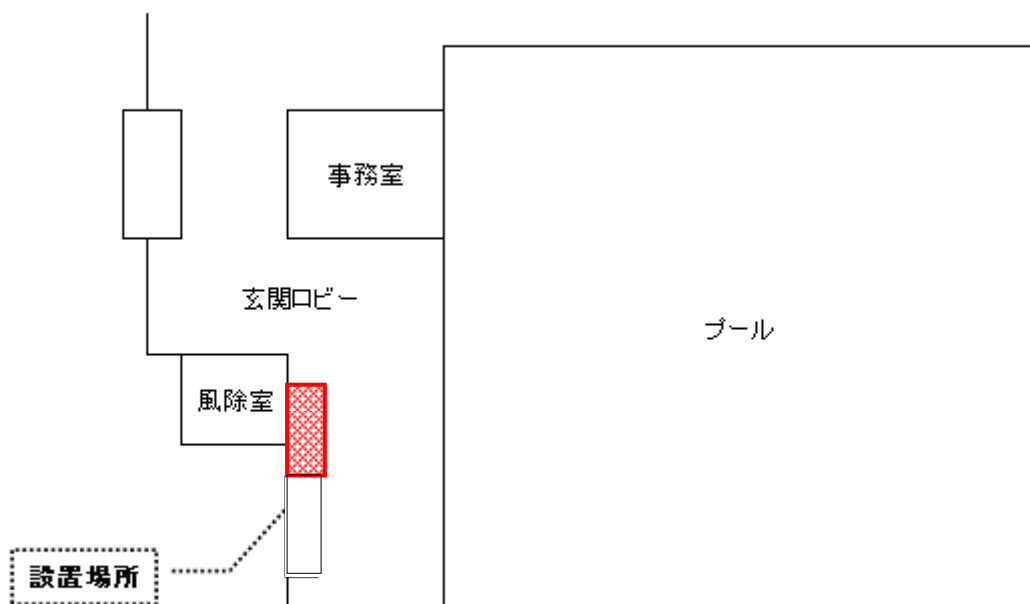 事務室
玄関ロビー
プール
風除室
設置場所